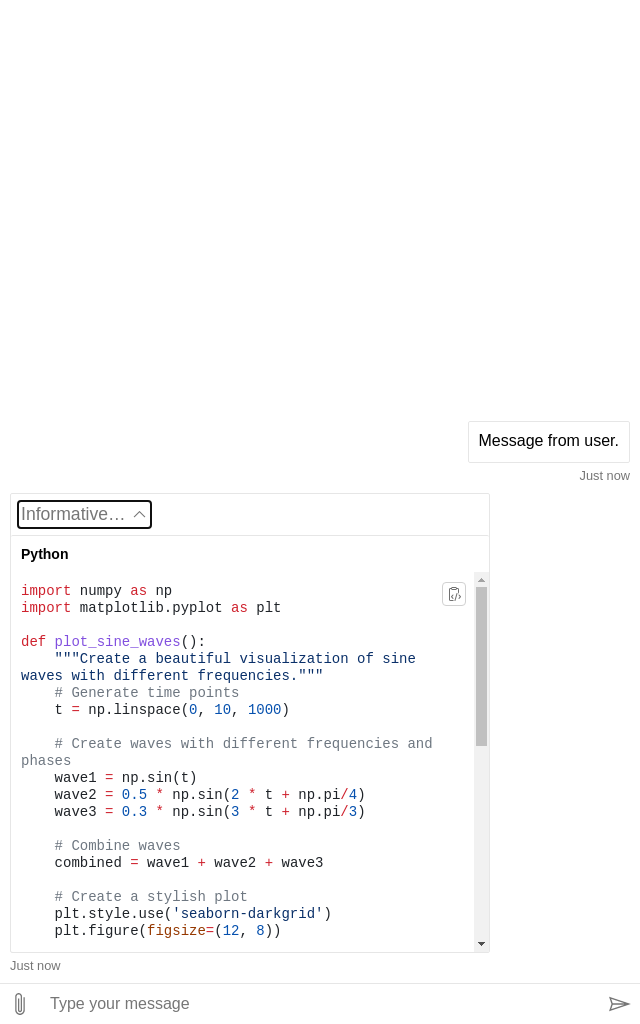 Message from user.
Just now
Informative…
Python
import numpy as np
import matplotlib.pyplot as plt
def plot_sine_waves():
    """Create a beautiful visualization of sine
waves with different frequencies."""
    # Generate time points
    t = np.linspace(0, 10, 1000)
    # Create waves with different frequencies and
phases
    wave1 = np.sin(t)
    wave2 = 0.5 * np.sin(2 * t + np.pi/4)
    wave3 = 0.3 * np.sin(3 * t + np.pi/3)
    # Combine waves
    combined = wave1 + wave2 + wave3
    # Create a stylish plot
    plt.style.use('seaborn-darkgrid')
    plt.figure(figsize=(12, 8))
Just now
Type your message